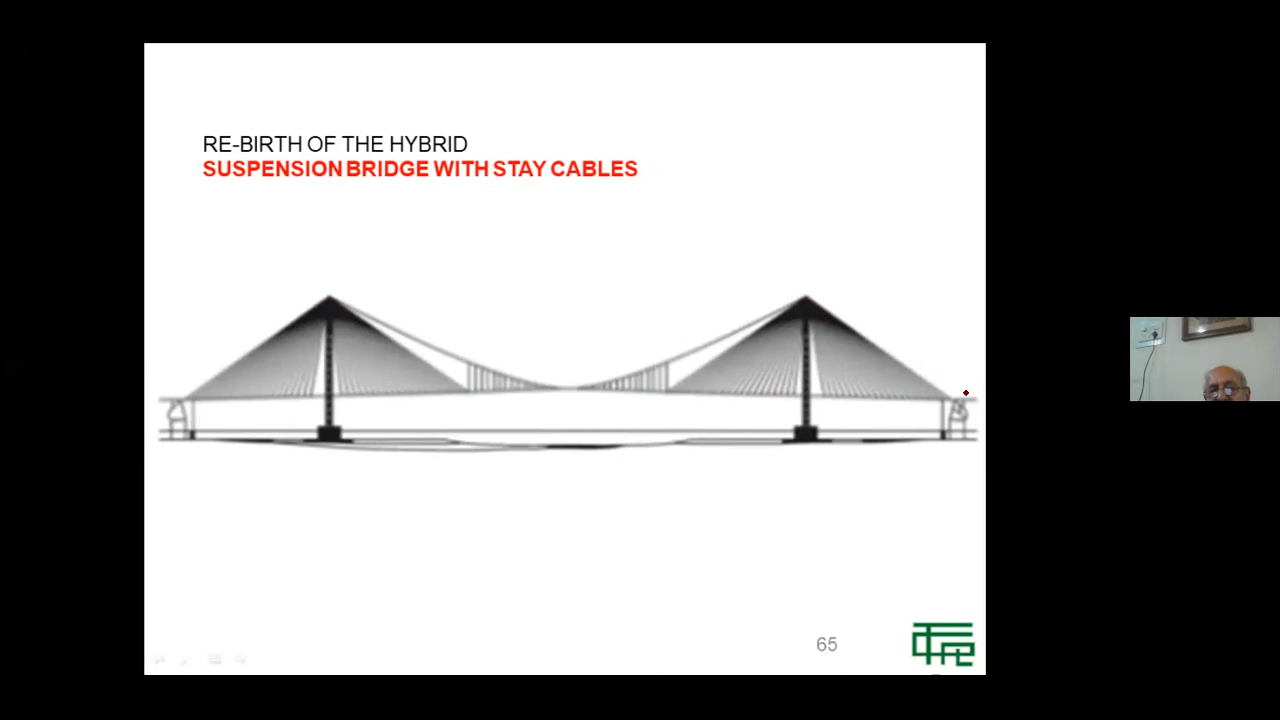 RE-BIRTH OF THE HYBRID
SUSPENSION BRIDGE WITH STAY CABLES
65